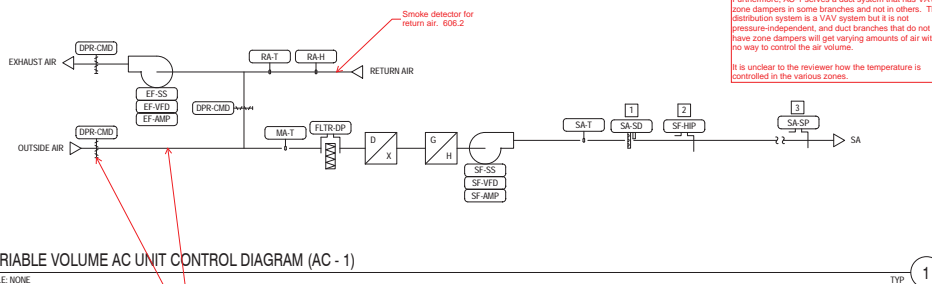 Furthermore, AC-1 serves a duct system that has VAV
zone dampers in some branches and not in others.
distribution system is a VAV system but it is not
pressure-independent, and duct branches that do not
have zone dampers will get varying amounts of air
no way to control the air volume.
It is unclear to the reviewer how the temperature is
controlled in the various zones.
Smoke detector for
return air. 606.2
DPR-CMD
EXHAUST AIR
RA-T
RA-H
RETURN AIR
EF-SS
EF-VFD
EF-AMP
DPR-CMD
DPR-CMD
OUTSIDE AIR
MA-T
FLTR-DP
D
X
G
H
SF-SS
SF-VFD
SF-AMP
SA-T
1
SA-SD
2
SF-HIP
3
SA-SP
SA
RIABLE VOLUME AC UNIT CONTROL DIAGRAM (AC - 1)
LE: NONE
TYP
1